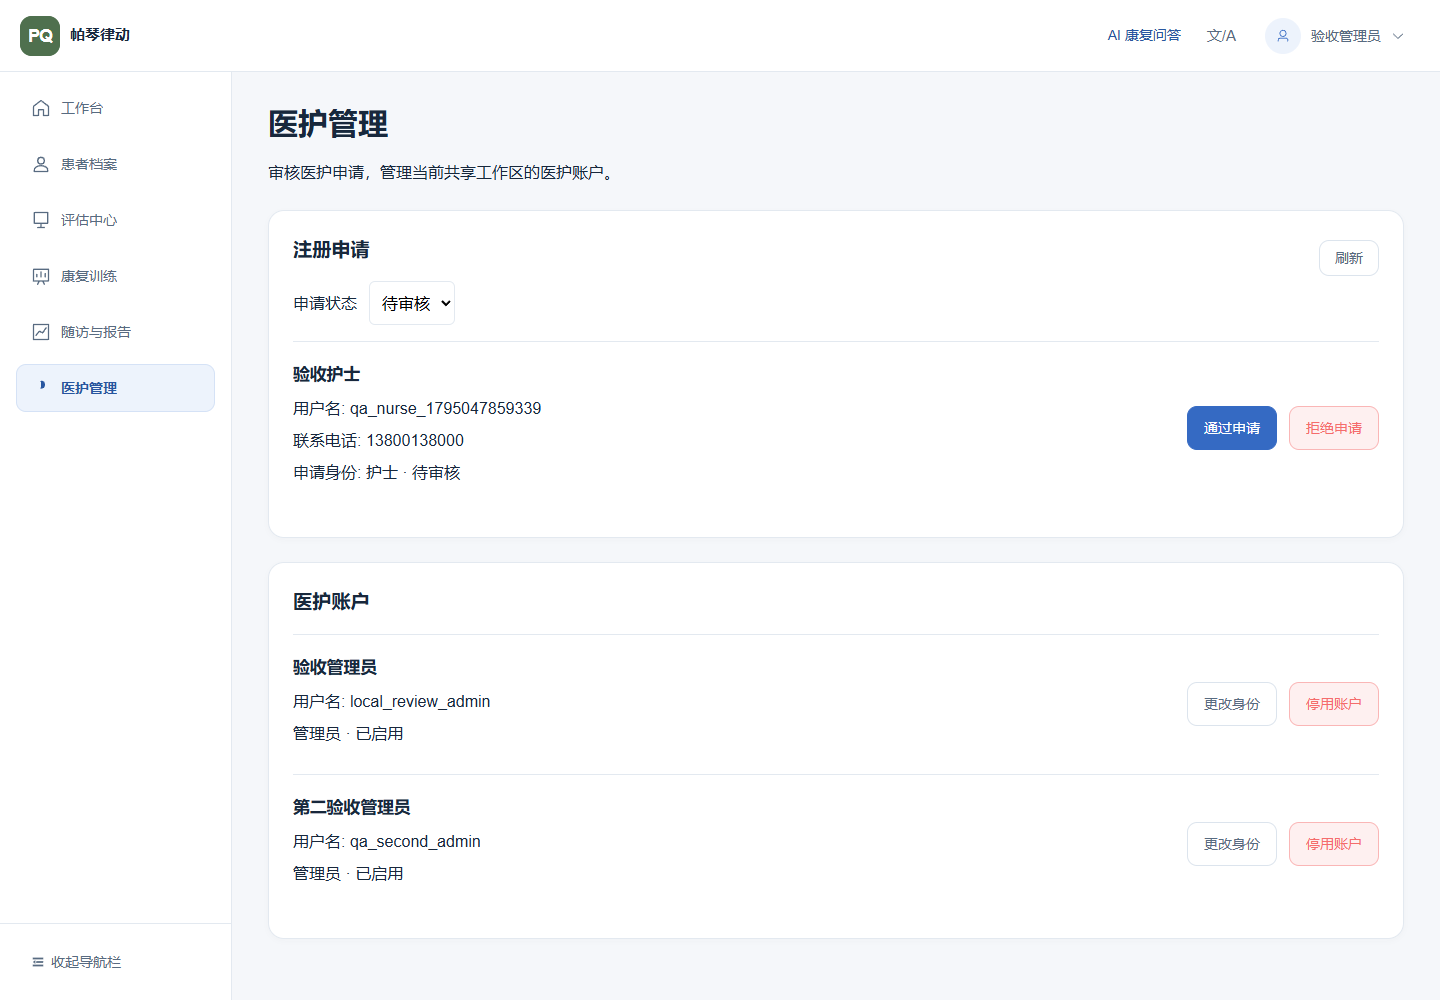 PQ 帕琴律动
AI 康复问答 文/A 验收管理员
工作台
患者档案
评估中心
康复训练
随访与报告
医护管理
收起导航栏
医护管理
审核医护申请，管理当前共享工作区的医护账户。
注册申请
刷新
申请状态 待审核
验收护士
用户名: qa_nurse_1795047859339
联系电话: 13800138000
申请身份: 护士 · 待审核
通过申请 拒绝申请
医护账户
验收管理员
用户名: local_review_admin
管理员 · 已启用
更改身份 停用账户
第二验收管理员
用户名: qa_second_admin
管理员 · 已启用
更改身份 停用账户